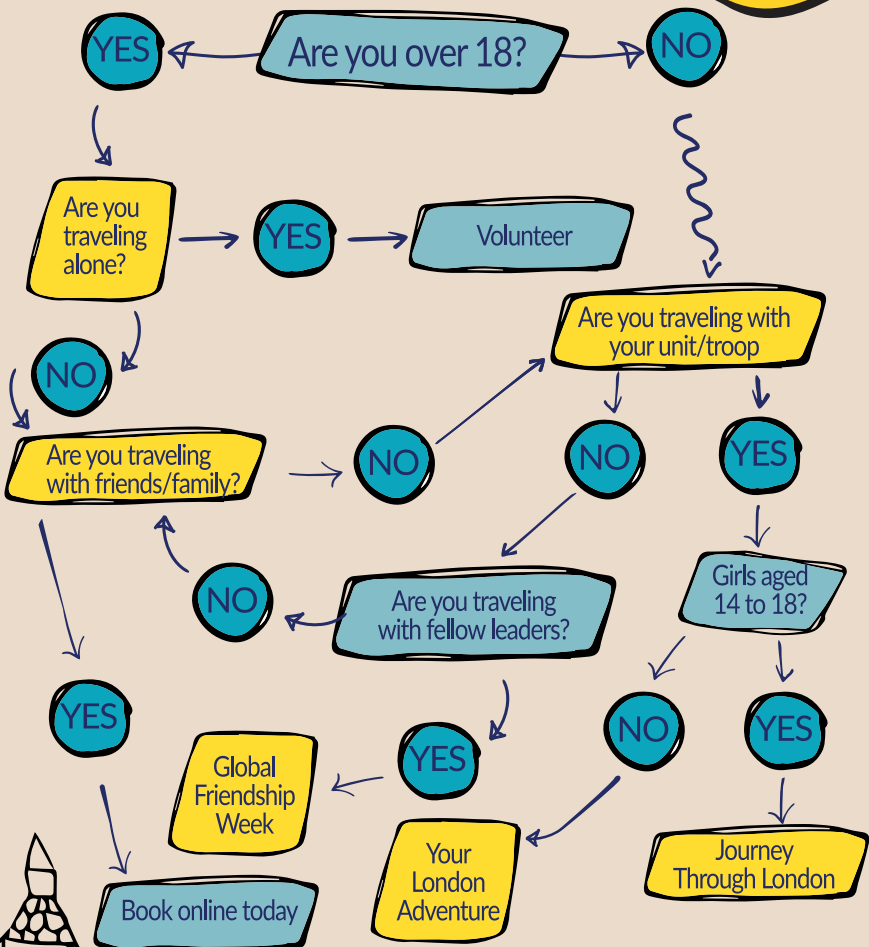 YES
Are you over 18?
NO
Are you
traveling
alone?
YES
Volunteer
Are you traveling with
your unit/troop
NO
Are you traveling
with friends/family?
NO
NO
YES
NO
Are you traveling
with fellow leaders?
Girls aged
14 to 18?
YES
Global
Friendship
Week
YES
NO
YES
Your
London
Adventure
Journey
Through London
Book online today